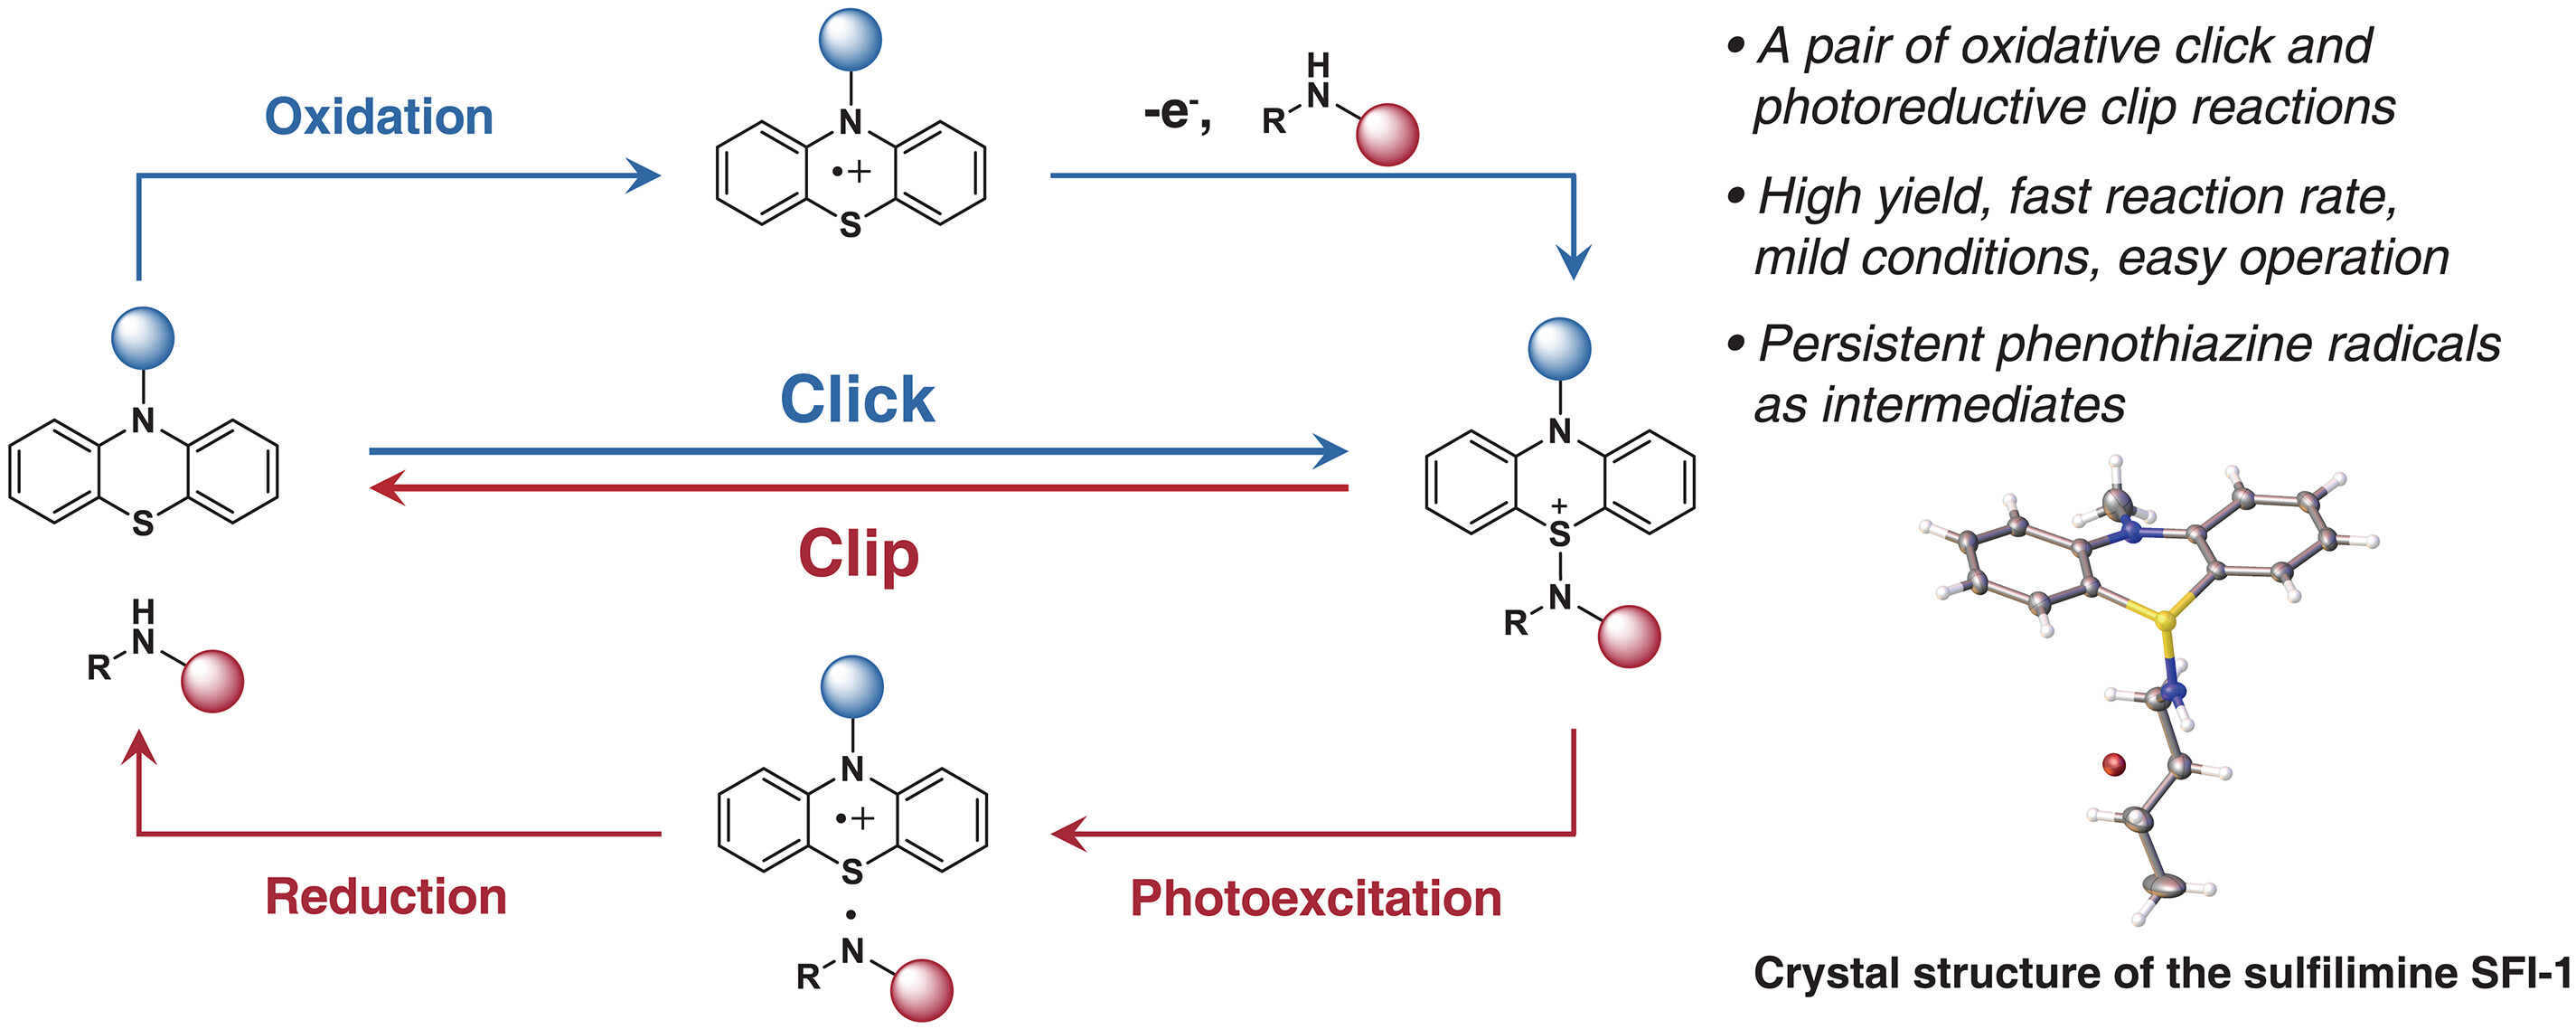 Oxidation
N
•+
S
-e-,
H
N
R
• A pair of oxidative click and
photoreductive clip reactions
• High yield, fast reaction rate,
mild conditions, easy operation
• Persistent phenothiazine radicals
as intermediates
N
S
Click
Clip
N
+
S
N
R
H
N
R
N
•+
S
•
N
R
Reduction
Photoexcitation
Crystal structure of the sulfilimine SFI-1